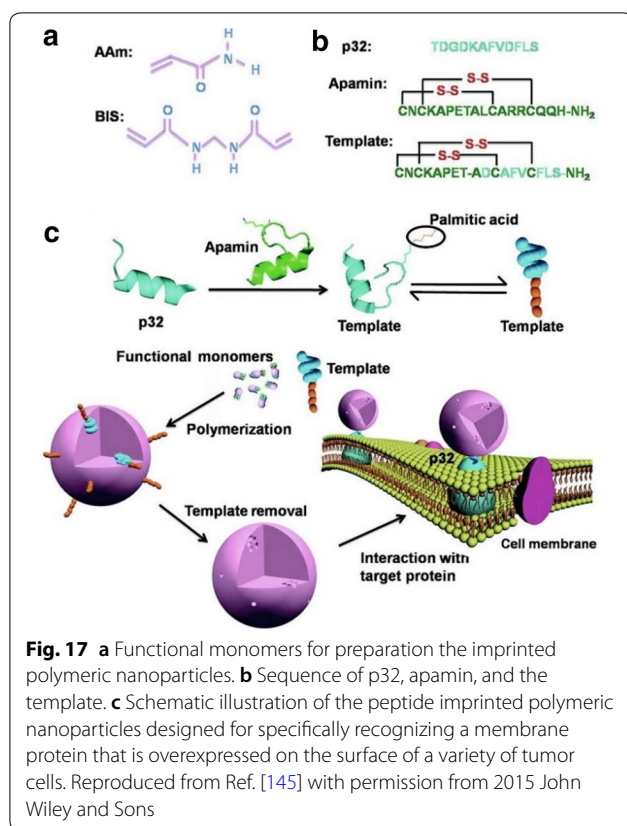 a
AAm:
N
H
H
O
BIS:
O
O
N
H
N
H
b
p32: TDGDKAFVDFLS
Apamin:
S-S
S-S
CNCKAPETALCARRCQQH-NH₂
Template:
S-S
S-S
CNCKAPET-ADCAFVCFLS-NH₂
c
Palmitic acid
Apamin
p32
Template
Template
Functional monomers
Template
Polymerization
p32
Template removal
Cell membrane
Interaction with
target protein
Fig. 17 a Functional monomers for preparation the imprinted
polymeric nanoparticles. b Sequence of p32, apamin, and the
template. c Schematic illustration of the peptide imprinted polymeric
nanoparticles designed for specifically recognizing a membrane
protein that is overexpressed on the surface of a variety of tumor
cells. Reproduced from Ref. [145] with permission from 2015 John
Wiley and Sons